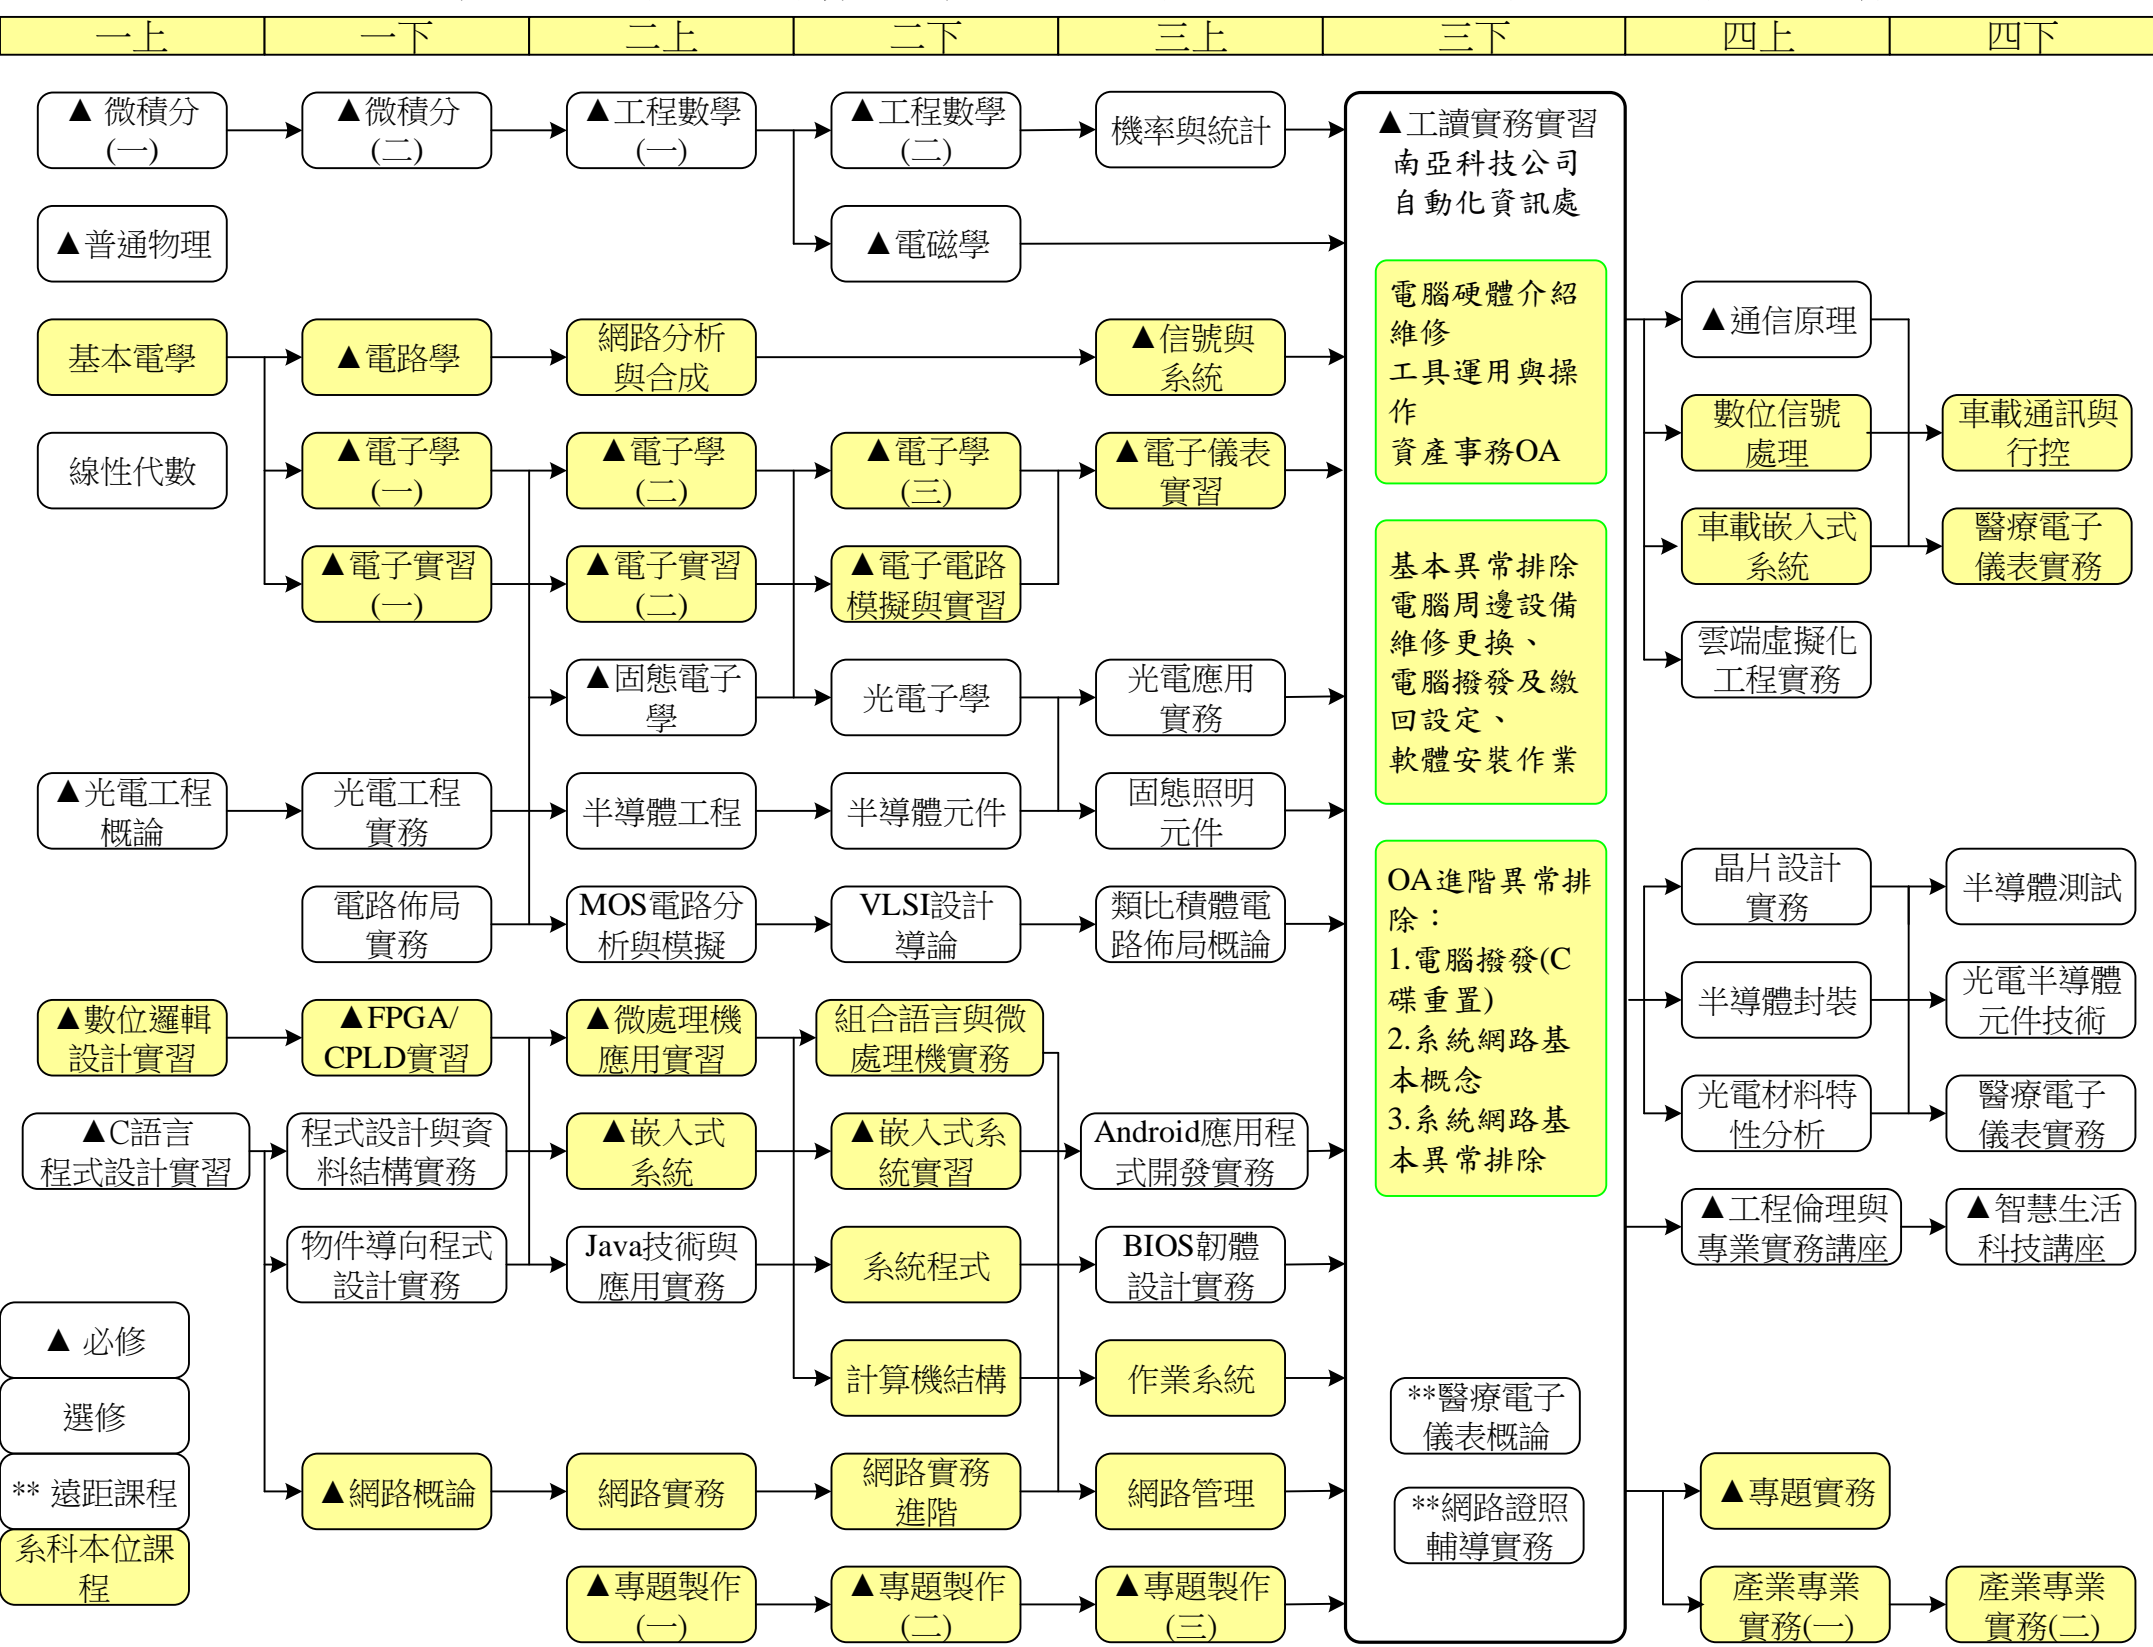 一上
一下
二上
二下
三上
三下
四上
四下
▲ 微積分
(一)
▲微積分
(二)
▲工程數學
(一)
▲工程數學
(二)
機率與統計
▲工讀實務實習
南亞科技公司
自動化資訊處
▲普通物理
▲電磁學
電腦硬體介紹
維修
工具運用與操
作
資產事務OA
▲通信原理
基本電學
▲電路學
網路分析
與合成
▲信號與
系統
數位信號
處理
車載通訊與
行控
線性代數
▲電子學
(一)
▲電子學
(二)
▲電子學
(三)
▲電子儀表
實習
車載嵌入式
系統
醫療電子
儀表實務
▲電子實習
(一)
▲電子實習
(二)
▲電子電路
模擬與實習
基本異常排除
電腦周邊設備
維修更換、
電腦撥發及繳
回設定、
軟體安裝作業
雲端虛擬化
工程實務
▲固態電子
學
光電子學
光電應用
實務
▲光電工程
概論
光電工程
實務
半導體工程
半導體元件
固態照明
元件
電路佈局
實務
MOS電路分
析與模擬
VLSI設計
導論
類比積體電
路佈局概論
OA進階異常排
除：
1.電腦撥發(C
碟重置)
2.系統網路基
本概念
3.系統網路基
本異常排除
晶片設計
實務
半導體測試
▲數位邏輯
設計實習
▲FPGA/
CPLD實習
▲微處理機
應用實習
組合語言與微
處理機實務
半導體封裝
光電半導體
元件技術
▲C語言
程式設計實習
程式設計與資
料結構實務
▲嵌入式
系統
▲嵌入式系
統實習
Android應用程
式開發實務
光電材料特
性分析
醫療電子
儀表實務
物件導向程式
設計實務
Java技術與
應用實務
系統程式
BIOS韌體
設計實務
▲工程倫理與
專業實務講座
▲智慧生活
科技講座
▲ 必修
選修
** 遠距課程
系科本位課
程
計算機結構
作業系統
**醫療電子
儀表概論
▲網路概論
網路實務
網路實務
進階
網路管理
**網路證照
輔導實務
▲專題實務
▲專題製作
(一)
▲專題製作
(二)
▲專題製作
(三)
產業專業
實務(一)
產業專業
實務(二)